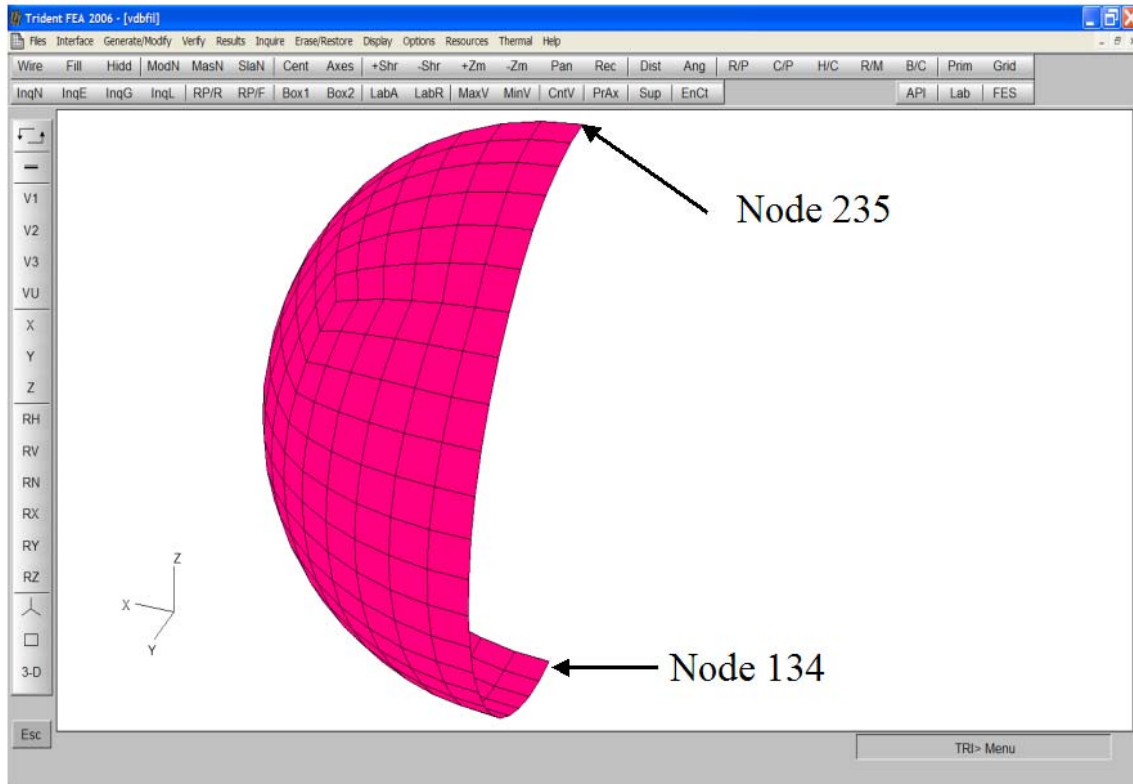 Trident FEA 2006 - [vdbfil]
Files Interface Generate/Modify Verify Results Inquire Erase/Restore Display Options Resources Thermal Help
Wire Fill Hidd ModN MasN SlaN Cent Axes +Shr -Shr +Zm -Zm Pan Rec Dist Ang R/P C/P H/C R/M B/C Prim Grid
InqN InqE InqG InqL RP/R RP/F Box1 Box2 LabA LabR MaxV MinV CntV PrAx Sup EnCt API Lab FES
V1
V2
V3
VU
X
Y
Z
RH
RV
RN
RX
RY
RZ
3-D
Esc
Node 235
Z
X
Y
Node 134
TRI> Menu